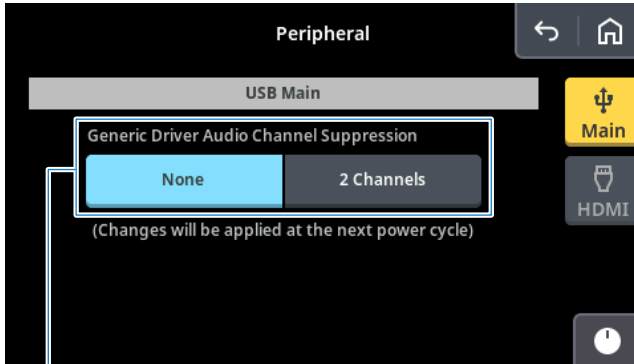 Peripheral
USB Main
Main
Generic Driver Audio Channel Suppression
None
2 Channels
HDMI
(Changes will be applied at the next power cycle)